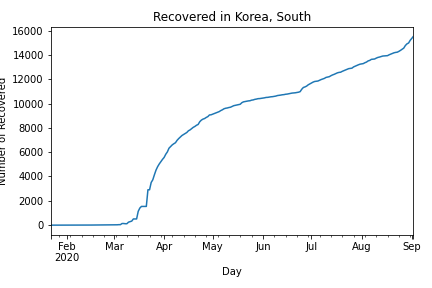 Recovered in Korea, South
Number of Recovered
16000
14000
12000
10000
8000
6000
4000
2000
0
Feb
2020
Mar
Apr
May
Jun
Jul
Aug
Sep
Day